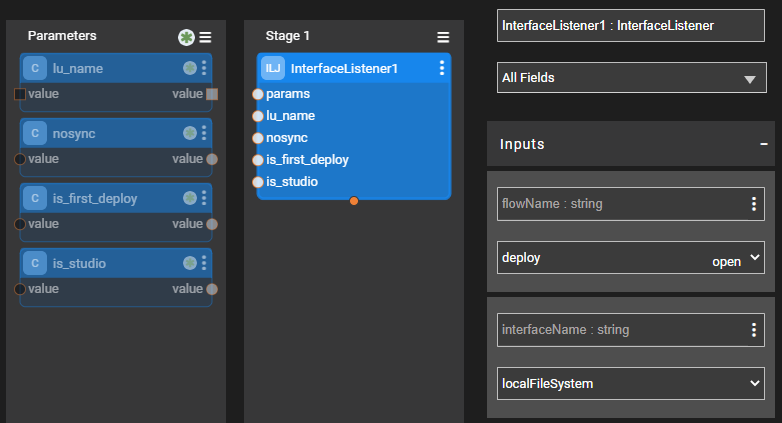 Parameters
C lu_name
value value
C nosync
value value
C is_first_deploy
value value
C is_studio
value value
Stage 1
InterfaceListener1
params
lu_name
nosync
is_first_deploy
is_studio
InterfaceListener1 : InterfaceListener
All Fields
Inputs
flowName : string
deploy open
interfaceName : string
localFileSystem